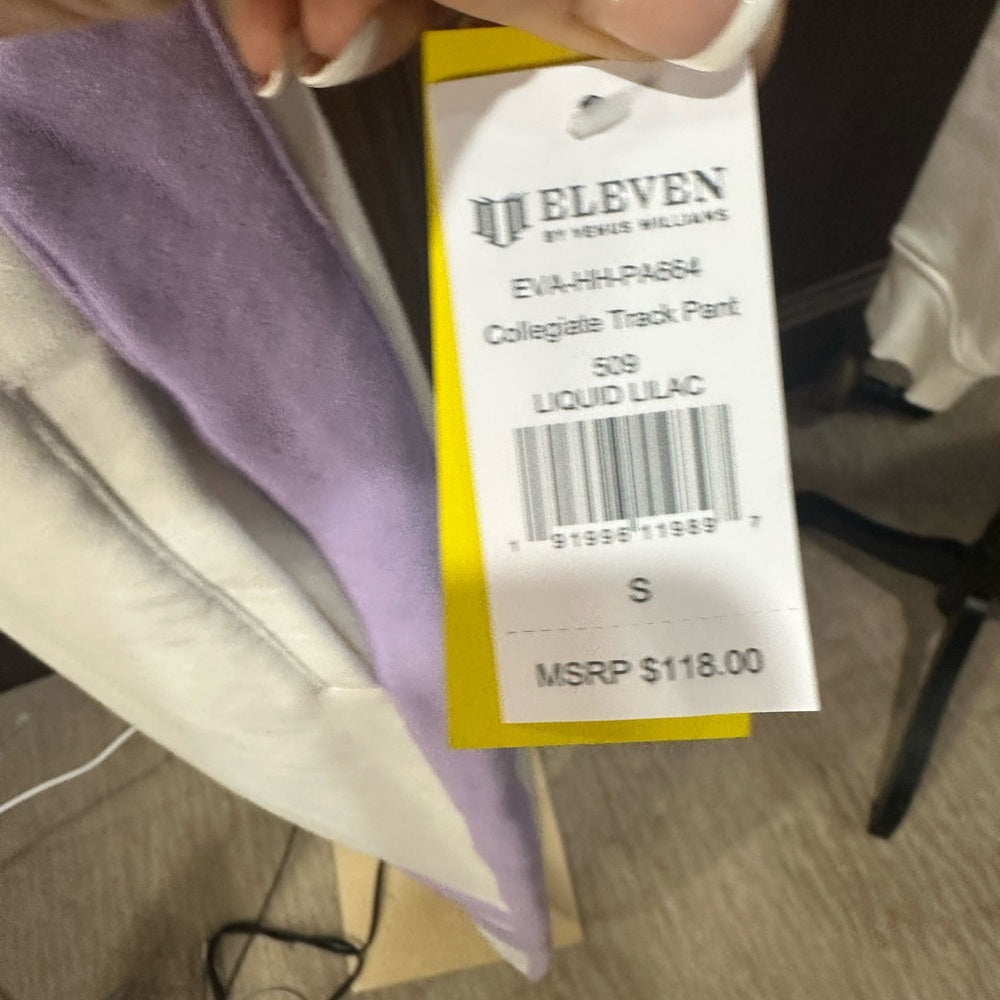 ELEVEN
BY VENUS WILLIAMS
EVA-HH-PA664
Collegiate Track Pant
509
LIQUID LILAC
1 91996 11989 7
S
MSRP $118.00